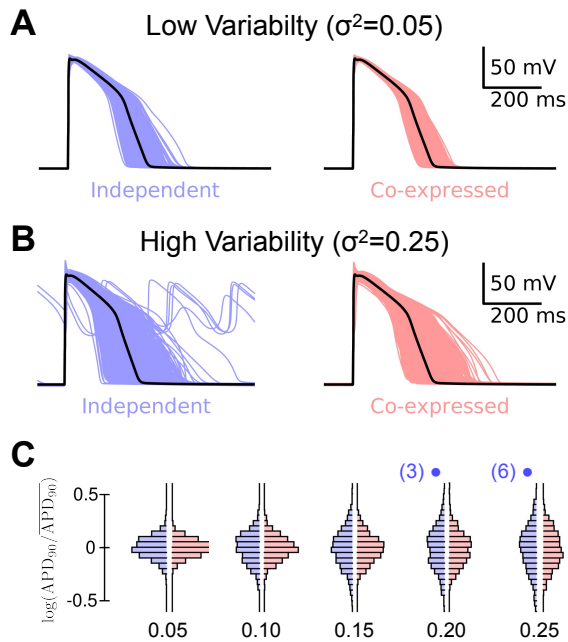 A
Low Variabilty (σ²=0.05)
50 mV
200 ms
Independent
Co-expressed
B
High Variability (σ²=0.25)
50 mV
200 ms
Independent
Co-expressed
C
(3)
(6)
log(APD₉₀/APD₉₀)
0.5
0
-0.5
0.05
0.10
0.15
0.20
0.25